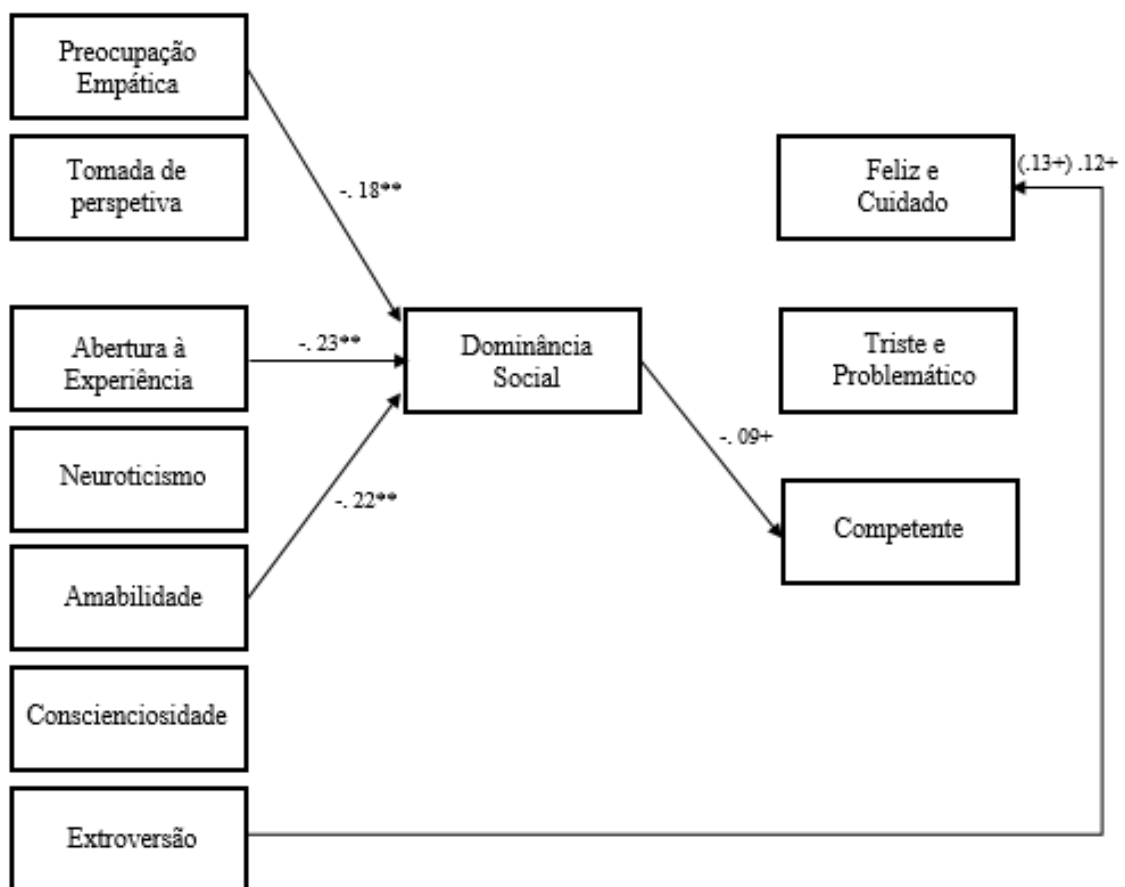 Preocupação
Empática
Tomada de
perspetiva
Abertura à
Experiência
Neuroticismo
Amabilidade
Conscienciosidade
Extroversão
-. 18**
-. 23**
-. 22**
Dominância
Social
-. 09+
Feliz e
Cuidado
(.13+) .12+
Triste e
Problemático
Competente